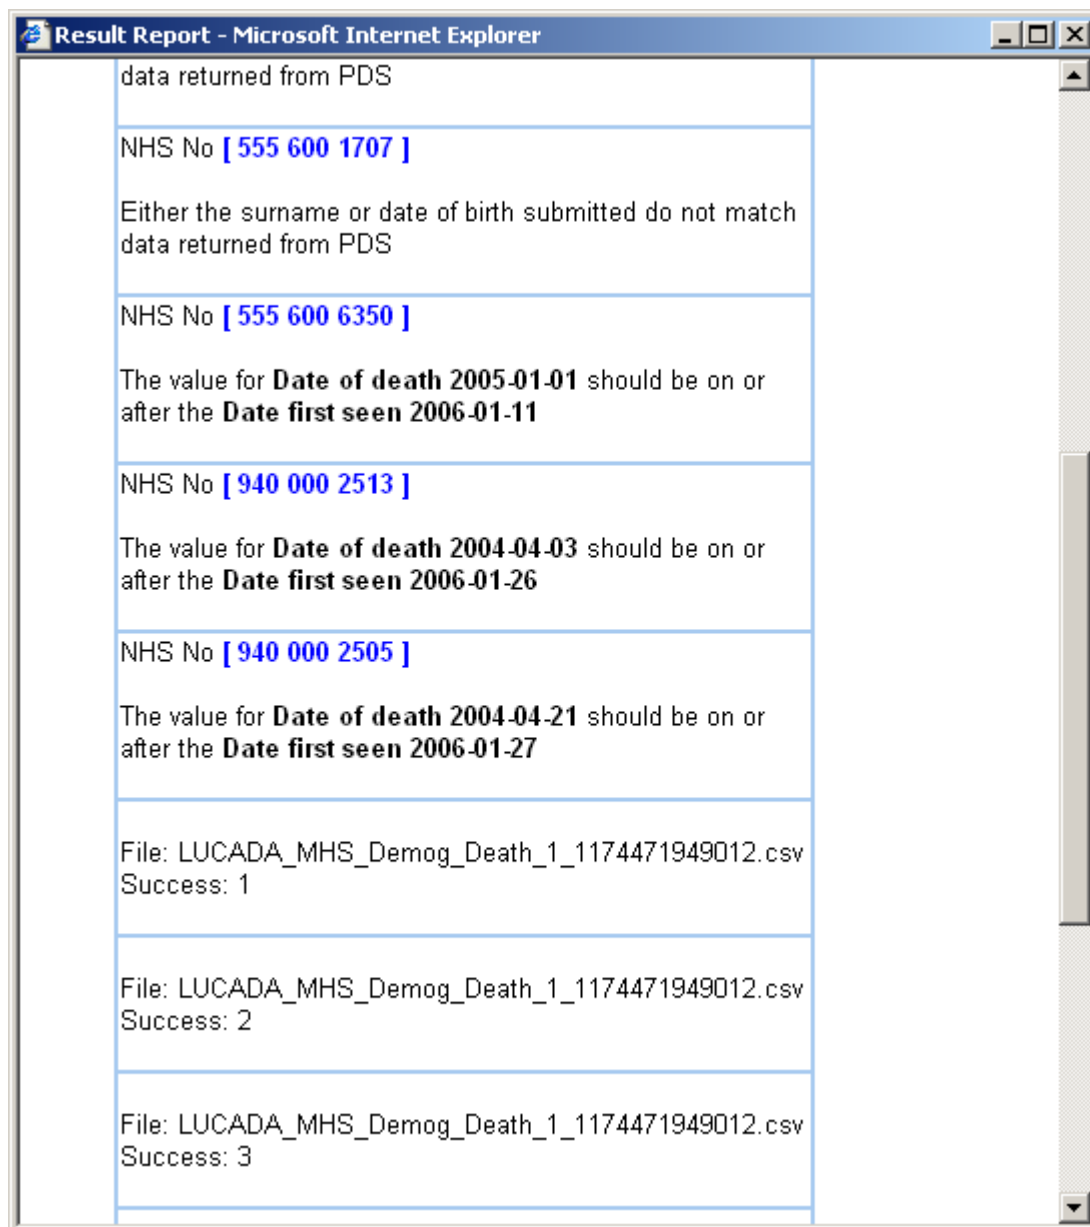 Result Report - Microsoft Internet Explorer
data returned from PDS
NHS No [ 555 600 1707 ]
Either the surname or date of birth submitted do not match
data returned from PDS
NHS No [ 555 600 6350 ]
The value for Date of death 2005-01-01 should be on or
after the Date first seen 2006-01-11
NHS No [ 940 000 2513 ]
The value for Date of death 2004-04-03 should be on or
after the Date first seen 2006-01-26
NHS No [ 940 000 2505 ]
The value for Date of death 2004-04-21 should be on or
after the Date first seen 2006-01-27
File: LUCADA_MHS_Demog_Death_1_1174471949012.csv
Success: 1
File: LUCADA_MHS_Demog_Death_1_1174471949012.csv
Success: 2
File: LUCADA_MHS_Demog_Death_1_1174471949012.csv
Success: 3